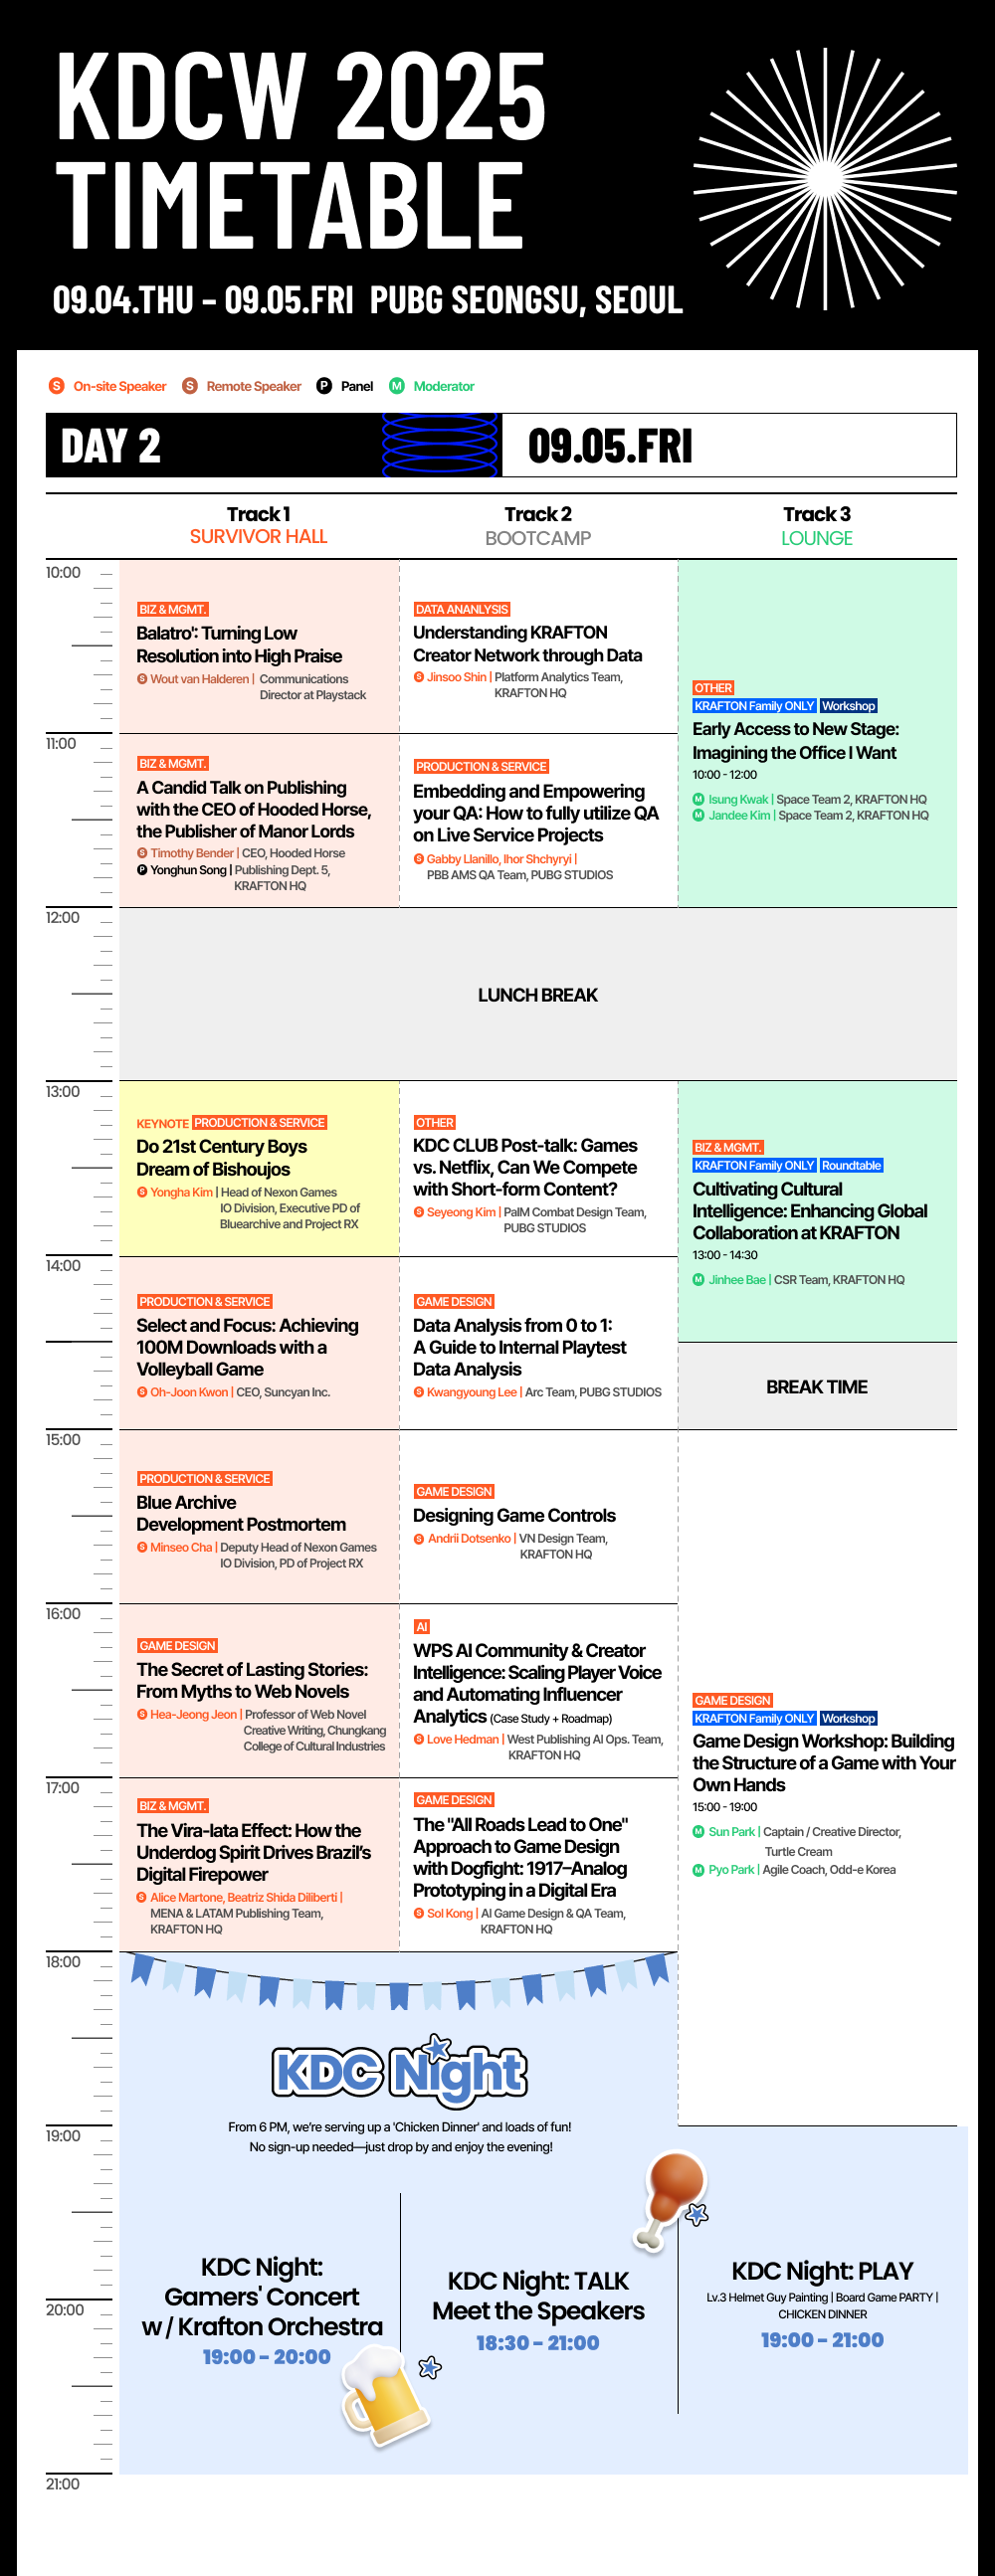 KDCW 2025
TIMETABLE
09.04.THU – 09.05.FRI PUBG SEONGSU, SEOUL
S On-site Speaker S Remote Speaker P Panel M Moderator
DAY 2
09.05.FRI
Track 1
SURVIVOR HALL
Track 2
BOOTCAMP
Track 3
LOUNGE
10:00
BIZ & MGMT.
Balatro': Turning Low
Resolution into High Praise
S Wout van Halderen | Communications
Director at Playstack
DATA ANANLYSIS
Understanding KRAFTON
Creator Network through Data
S Jinsoo Shin | Platform Analytics Team,
KRAFTON HQ
OTHER
KRAFTON Family ONLY Workshop
Early Access to New Stage:
Imagining the Office I Want
10:00 - 12:00
M Isung Kwak | Space Team 2, KRAFTON HQ
M Jandee Kim | Space Team 2, KRAFTON HQ
11:00
BIZ & MGMT.
A Candid Talk on Publishing
with the CEO of Hooded Horse,
the Publisher of Manor Lords
S Timothy Bender | CEO, Hooded Horse
P Yonghun Song | Publishing Dept. 5,
KRAFTON HQ
PRODUCTION & SERVICE
Embedding and Empowering
your QA: How to fully utilize QA
on Live Service Projects
S Gabby Llanillo, Ihor Shchyryi |
PBB AMS QA Team, PUBG STUDIOS
12:00
LUNCH BREAK
13:00
KEYNOTE PRODUCTION & SERVICE
Do 21st Century Boys
Dream of Bishoujos
S Yongha Kim | Head of Nexon Games
IO Division, Executive PD of
Bluearchive and Project RX
OTHER
KDC CLUB Post-talk: Games
vs. Netflix, Can We Compete
with Short-form Content?
S Seyeong Kim | PalM Combat Design Team,
PUBG STUDIOS
BIZ & MGMT.
KRAFTON Family ONLY Roundtable
Cultivating Cultural
Intelligence: Enhancing Global
Collaboration at KRAFTON
13:00 - 14:30
M Jinhee Bae | CSR Team, KRAFTON HQ
14:00
PRODUCTION & SERVICE
Select and Focus: Achieving
100M Downloads with a
Volleyball Game
S Oh-Joon Kwon | CEO, Suncyan Inc.
GAME DESIGN
Data Analysis from 0 to 1:
A Guide to Internal Playtest
Data Analysis
S Kwangyoung Lee | Arc Team, PUBG STUDIOS
BREAK TIME
15:00
PRODUCTION & SERVICE
Blue Archive
Development Postmortem
S Minseo Cha | Deputy Head of Nexon Games
IO Division, PD of Project RX
GAME DESIGN
Designing Game Controls
S Andrii Dotsenko | VN Design Team,
KRAFTON HQ
16:00
GAME DESIGN
The Secret of Lasting Stories:
From Myths to Web Novels
S Hea-Jeong Jeon | Professor of Web Novel
Creative Writing, Chungkang
College of Cultural Industries
AI
WPS AI Community & Creator
Intelligence: Scaling Player Voice
and Automating Influencer
Analytics (Case Study + Roadmap)
S Love Hedman | West Publishing AI Ops. Team,
KRAFTON HQ
GAME DESIGN
KRAFTON Family ONLY Workshop
Game Design Workshop: Building
the Structure of a Game with Your
Own Hands
15:00 - 19:00
M Sun Park | Captain / Creative Director,
Turtle Cream
M Pyo Park | Agile Coach, Odd-e Korea
17:00
BIZ & MGMT.
The Vira-lata Effect: How the
Underdog Spirit Drives Brazil’s
Digital Firepower
S Alice Martone, Beatriz Shida Diliberti |
MENA & LATAM Publishing Team,
KRAFTON HQ
GAME DESIGN
The "All Roads Lead to One"
Approach to Game Design
with Dogfight: 1917–Analog
Prototyping in a Digital Era
S Sol Kong | AI Game Design & QA Team,
KRAFTON HQ
18:00
KDC Night
From 6 PM, we’re serving up a 'Chicken Dinner' and loads of fun!
No sign-up needed—just drop by and enjoy the evening!
19:00
KDC Night:
Gamers' Concert
w / Krafton Orchestra
19:00 – 20:00
KDC Night: TALK
Meet the Speakers
18:30 – 21:00
KDC Night: PLAY
Lv.3 Helmet Guy Painting | Board Game PARTY |
CHICKEN DINNER
19:00 – 21:00
20:00
21:00